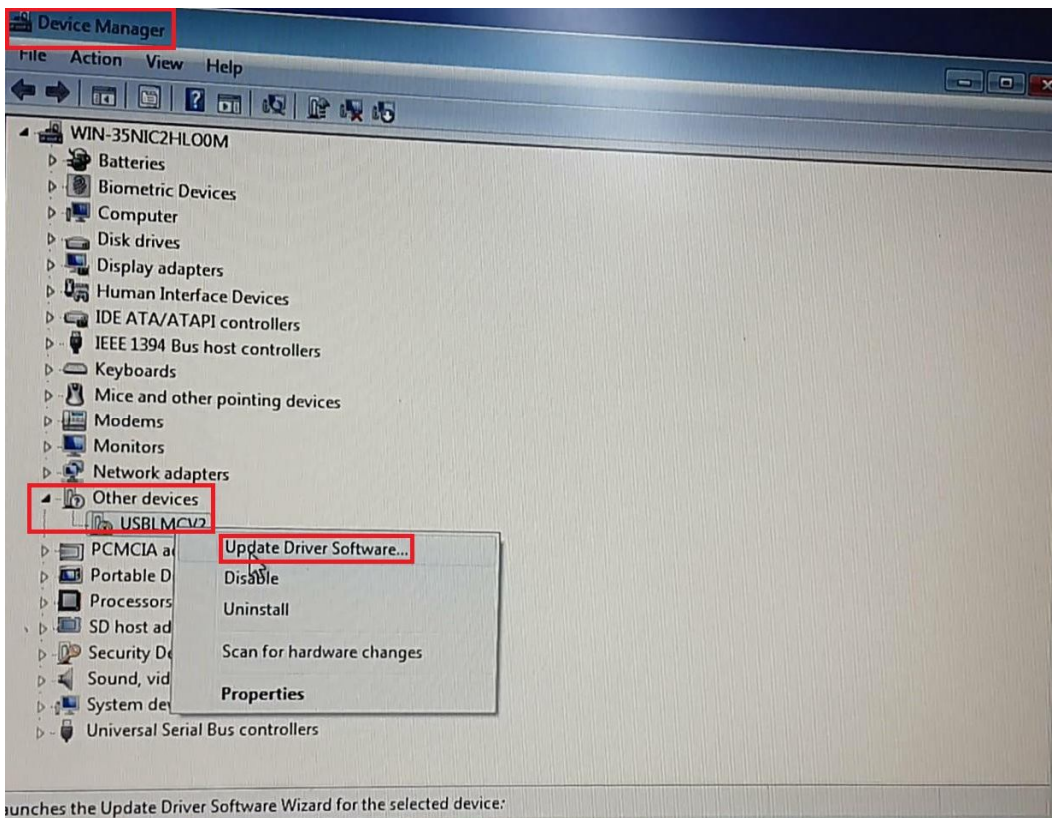 Device Manager
File Action View Help
WIN-35NIC2HLO0M
Batteries
Biometric Devices
Computer
Disk drives
Display adapters
Human Interface Devices
IDE ATA/ATAPI controllers
IEEE 1394 Bus host controllers
Keyboards
Mice and other pointing devices
Modems
Monitors
Network adapters
Other devices
USBLMCV2
Update Driver Software...
PCMCIA a
Disable
Portable D
Uninstall
Processors
SD host ad
Scan for hardware changes
Security De
Sound, vid
Properties
System dev
Universal Serial Bus controllers
aunches the Update Driver Software Wizard for the selected device.